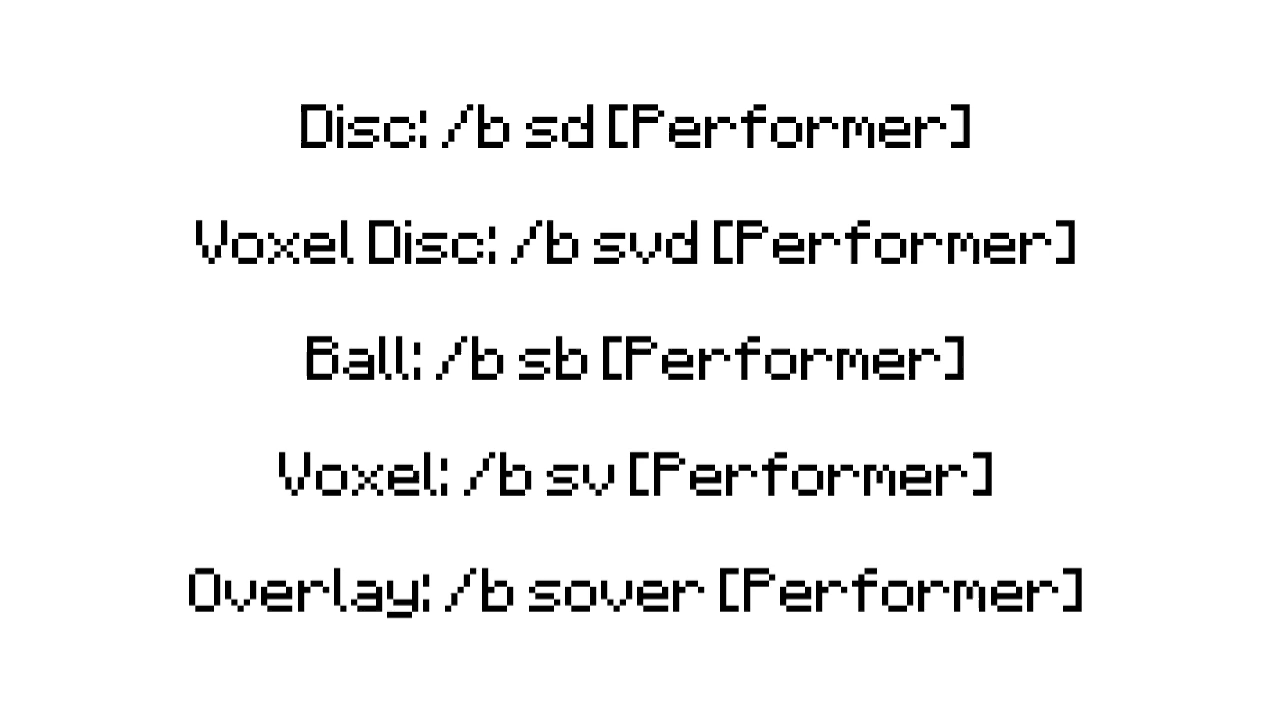 Disc: /b sd [Performer]
Voxel Disc: /b svd [Performer]
Ball: /b sb [Performer]
Voxel: /b sv [Performer]
Overlay: /b sover [Performer]